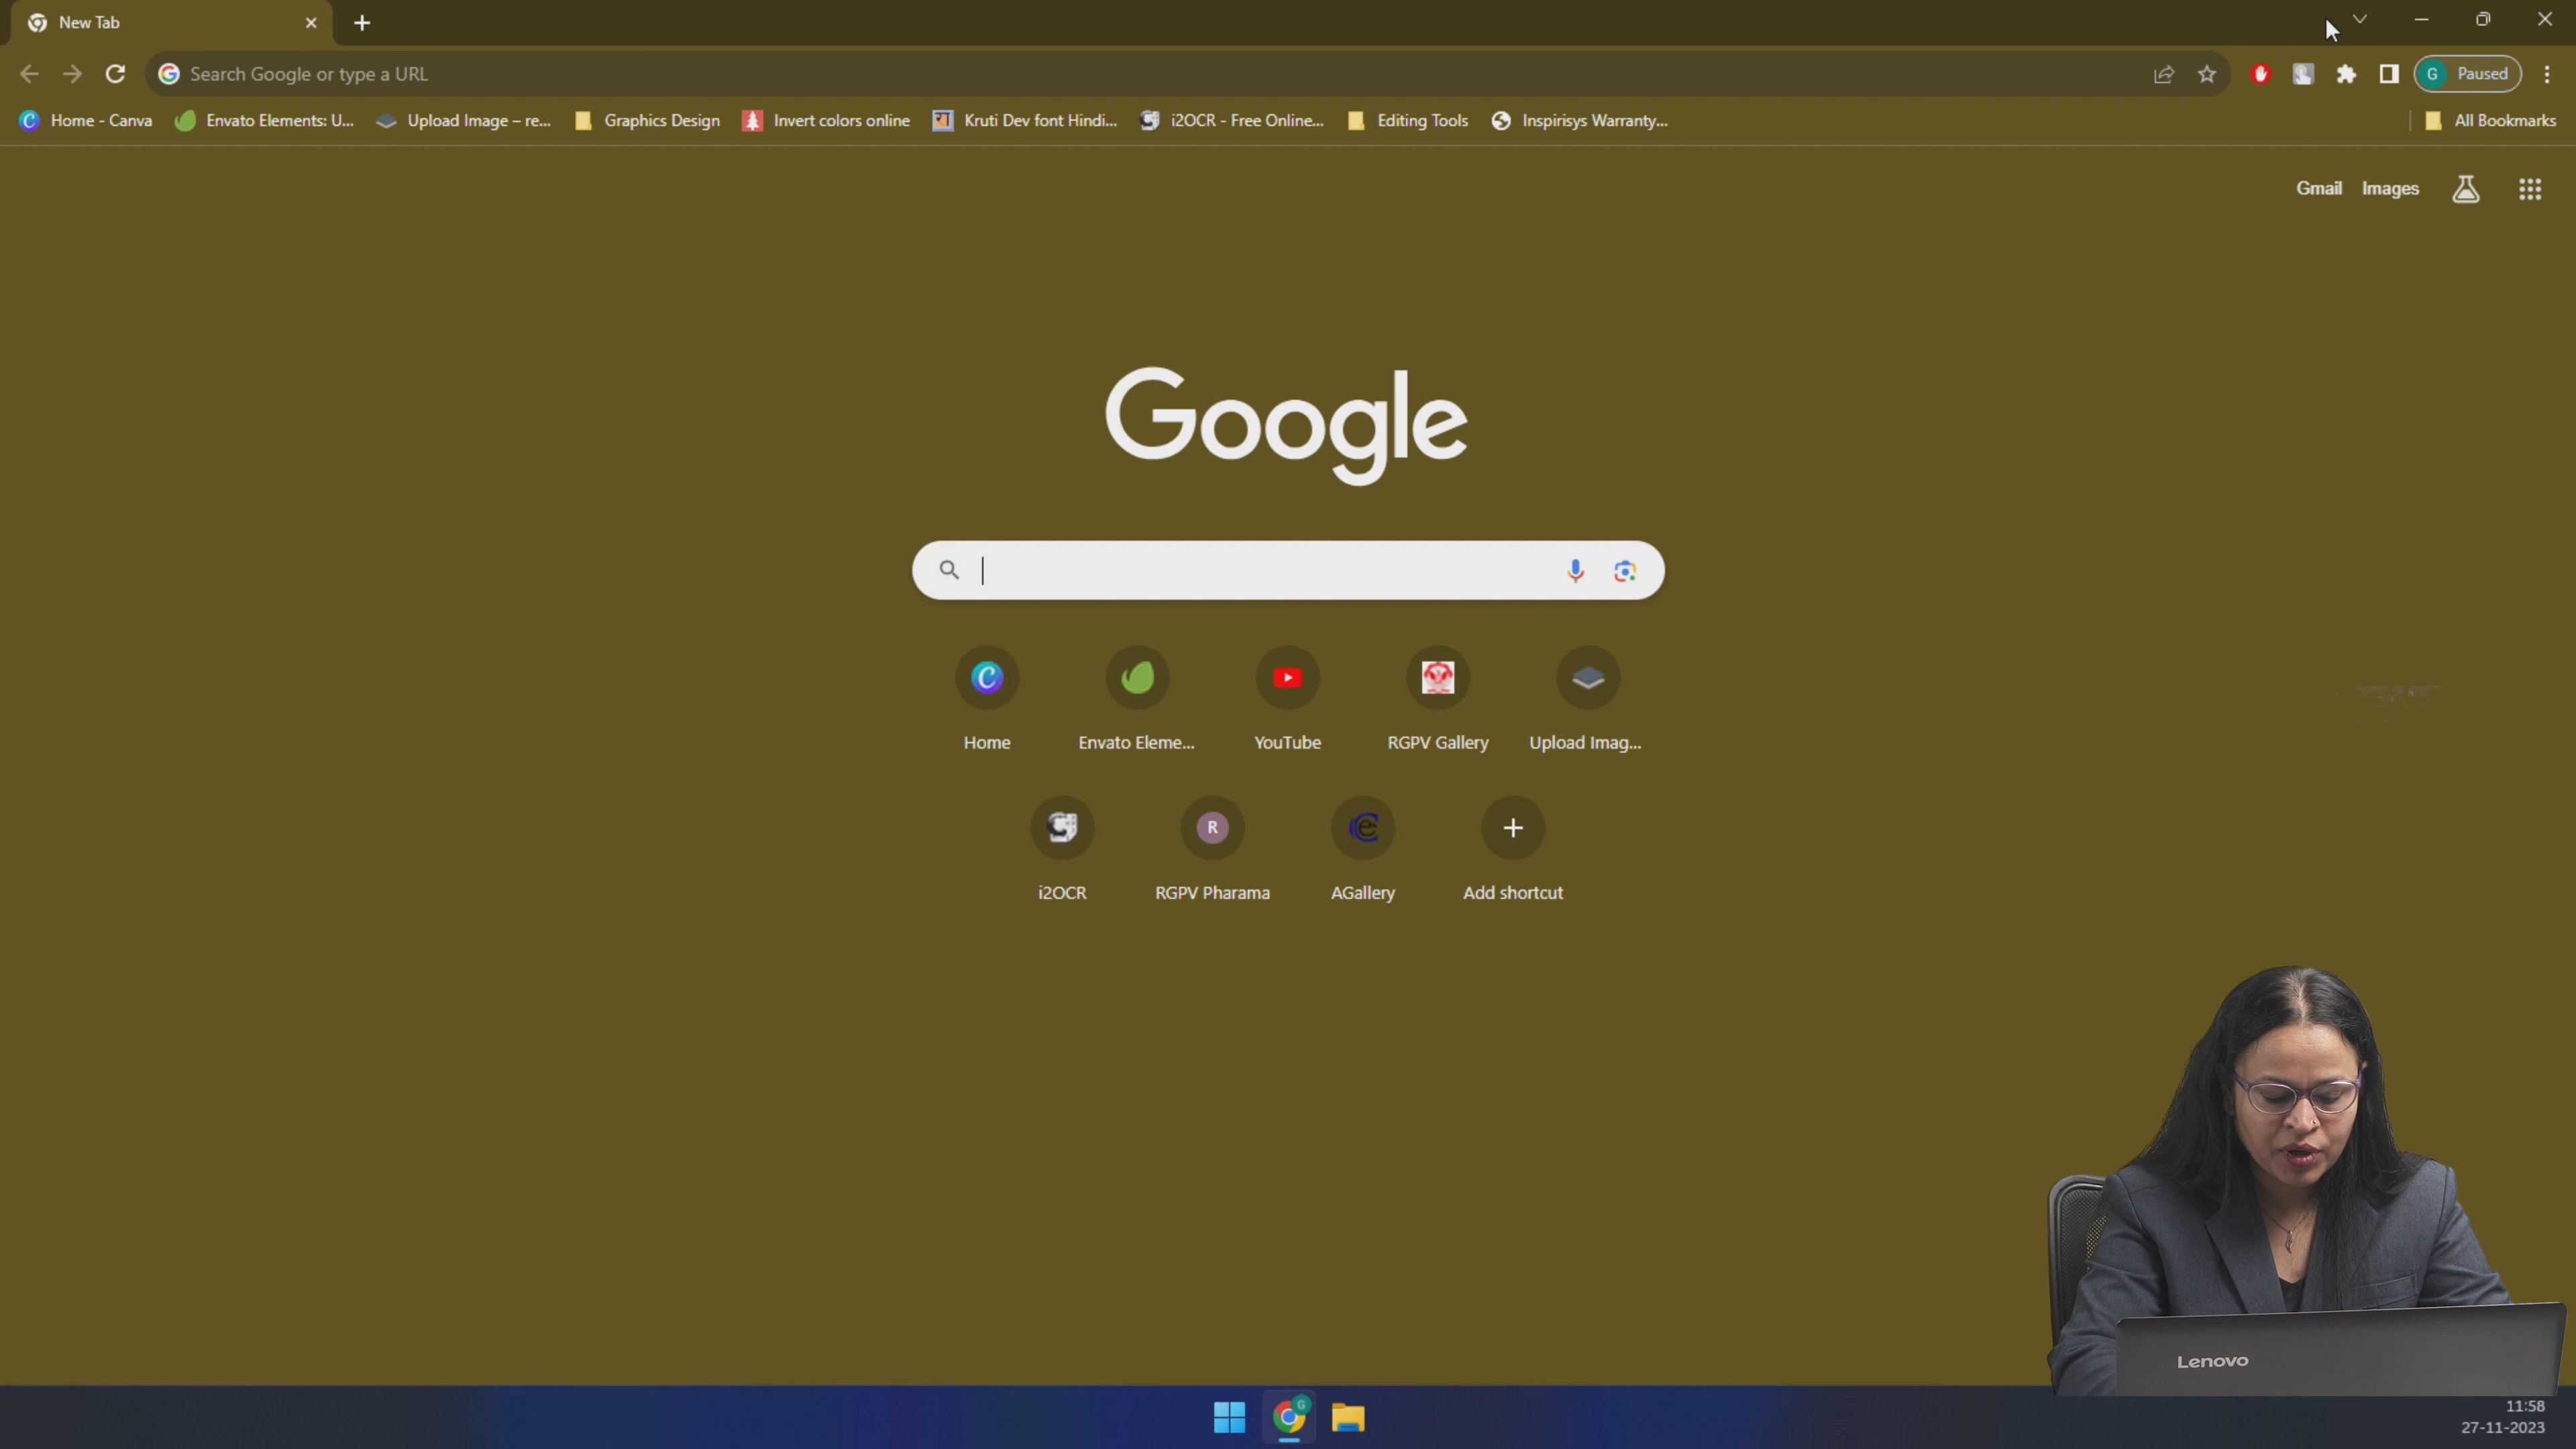 New Tab
Search Google or type a URL
G Paused
Home - Canva Envato Elements: U... Upload Image – re... Graphics Design Invert colors online Kruti Dev font Hindi... i2OCR - Free Online... Editing Tools Inspirisys Warranty... All Bookmarks
Gmail Images
Google
Home Envato Eleme... YouTube RGPV Gallery Upload Imag...
R
i2OCR RGPV Pharama AGallery Add shortcut
Lenovo
11:58
27-11-2023